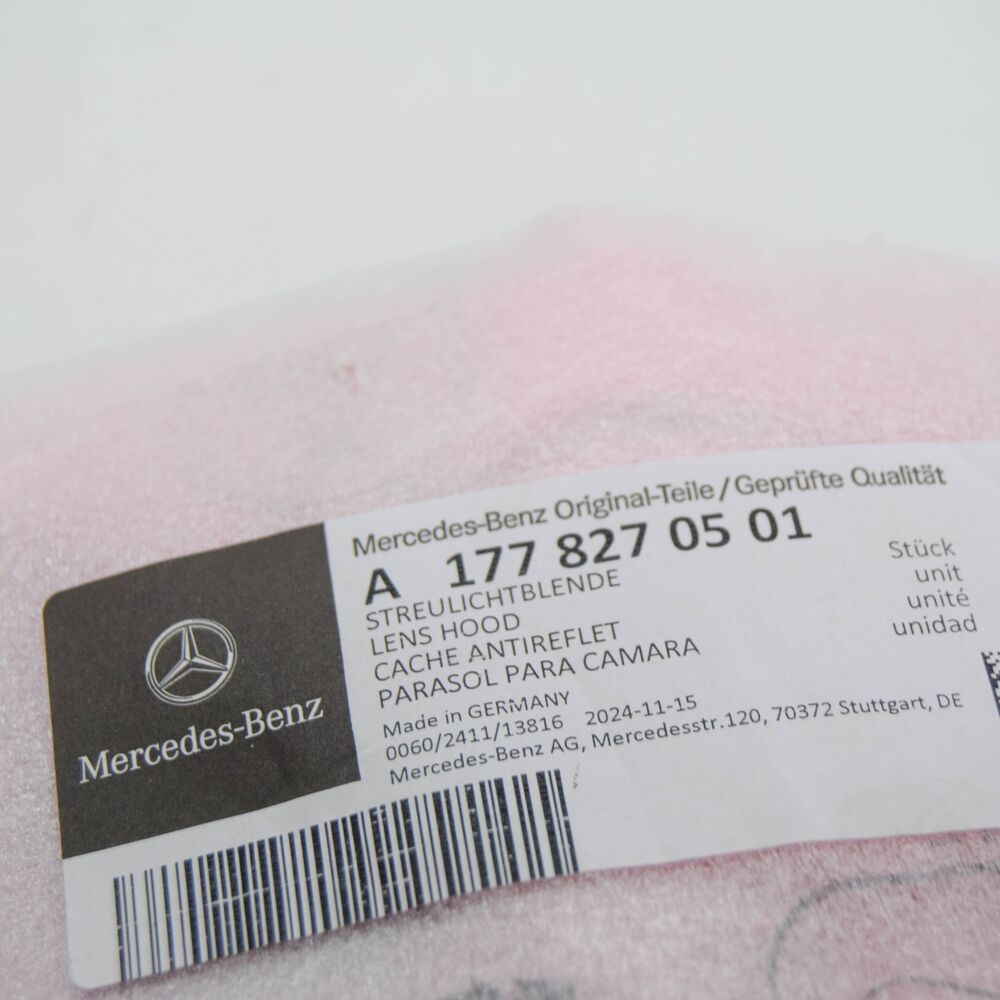 Mercedes-Benz Original-Teile/Geprüfte Qualität
A 177 827 05 01
STREULICHTBLENDE
LENS HOOD
CACHE ANTIREFLET
PARASOL PARA CAMARA
Stück
unit
unité
unidad
Made in GERMANY
0060/2411/13816 2024-11-15
Mercedes-Benz AG, Mercedesstr.120, 70372 Stuttgart, DE
Mercedes-Benz